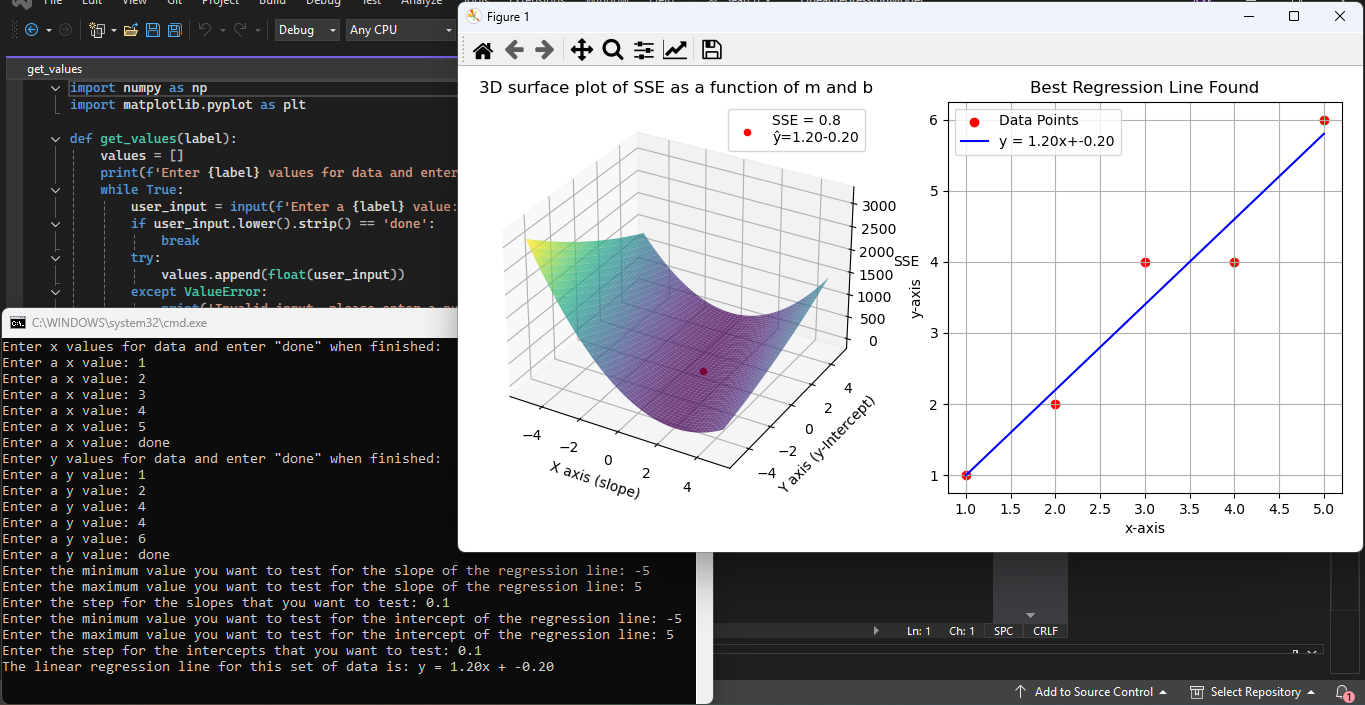 File Edit View Git Project Build Debug Test Analyze
Debug Any CPU
get_values
import numpy as np
import matplotlib.pyplot as plt
def get_values(label):
values = []
print(f'Enter {label} values for data and enter
while True:
user_input = input(f'Enter a {label} value:
if user_input.lower().strip() == 'done':
break
try:
values.append(float(user_input))
except ValueError:
Figure 1
3D surface plot of SSE as a function of m and b
SSE = 0.8
ŷ=1.20-0.20
3000
2500
2000
1500
1000
500
0
SSE
−4 −2 0 2 4
X axis (slope)
−4 −2 0 2 4
Y axis (y-Intercept)
Best Regression Line Found
Data Points
y = 1.20x+-0.20
6
5
4
3
2
1
y-axis
1.0 1.5 2.0 2.5 3.0 3.5 4.0 4.5 5.0
x-axis
C:\WINDOWS\system32\cmd.exe
Enter x values for data and enter "done" when finished:
Enter a x value: 1
Enter a x value: 2
Enter a x value: 3
Enter a x value: 4
Enter a x value: 5
Enter a x value: done
Enter y values for data and enter "done" when finished:
Enter a y value: 1
Enter a y value: 2
Enter a y value: 4
Enter a y value: 4
Enter a y value: 6
Enter a y value: done
Enter the minimum value you want to test for the slope of the regression line: -5
Enter the maximum value you want to test for the slope of the regression line: 5
Enter the step for the slopes that you want to test: 0.1
Enter the minimum value you want to test for the intercept of the regression line: -5
Enter the maximum value you want to test for the intercept of the regression line: 5
Enter the step for the intercepts that you want to test: 0.1
The linear regression line for this set of data is: y = 1.20x + -0.20
Ln: 1 Ch: 1 SPC CRLF
Add to Source Control Select Repository 1